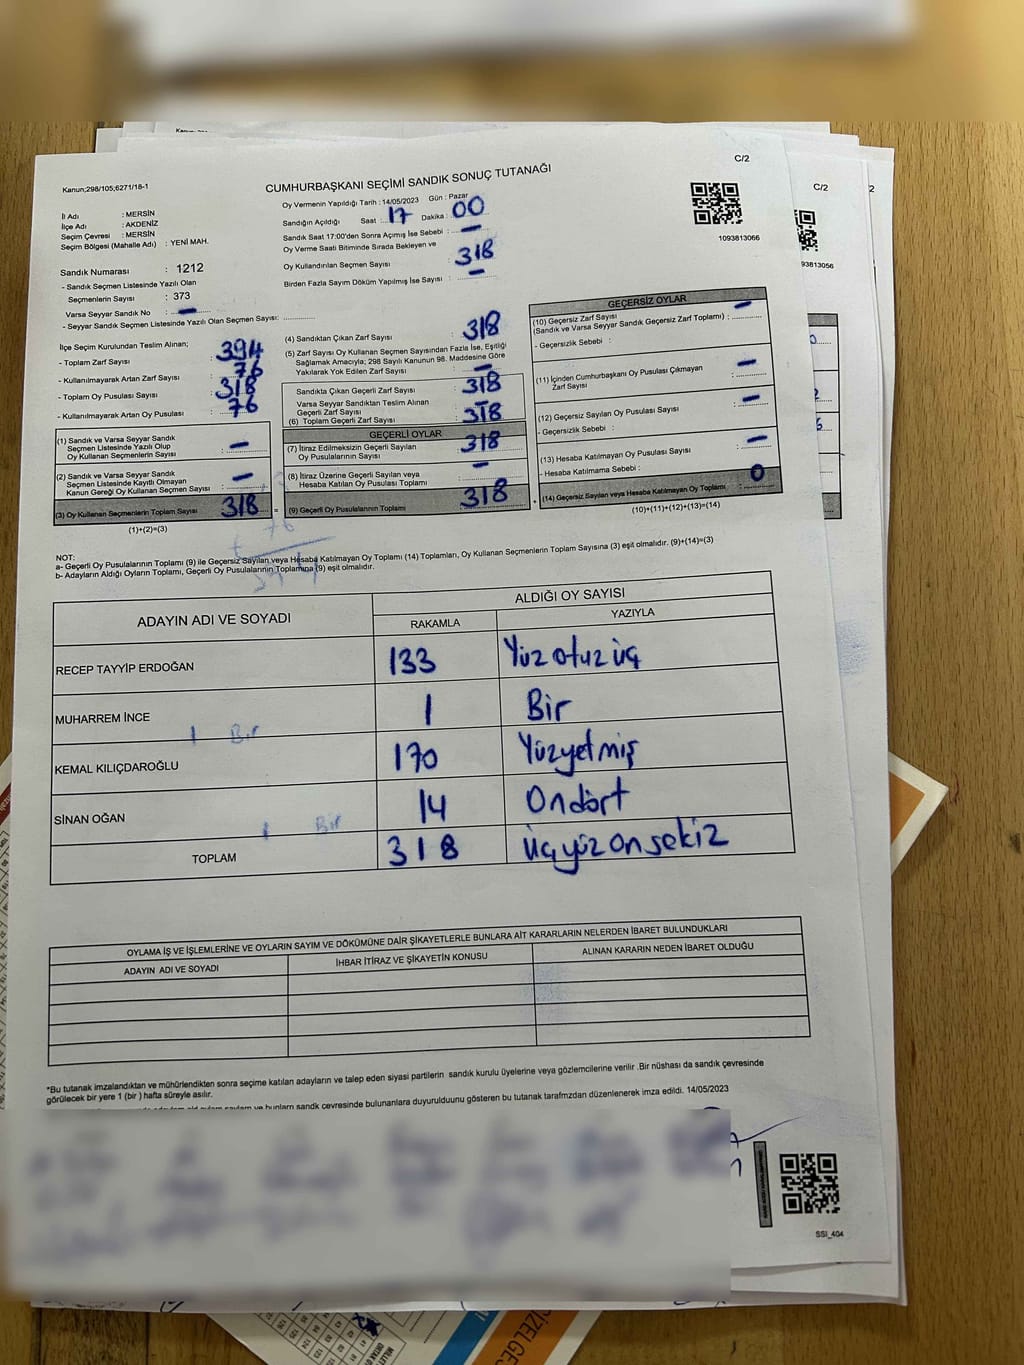 C/2
Kanun;298/105;6271/18-1
CUMHURBAŞKANI SEÇİMİ SANDIK SONUÇ TUTANAĞI
İl Adı : MERSİN
İlçe Adı : AKDENİZ
Seçim Çevresi : MERSİN
Seçim Bölgesi (Mahalle Adı) : YENİ MAH.
Sandık Numarası : 1212
- Sandık Seçmen Listesinde Yazılı Olan
Seçmenlerin Sayısı : 373
Varsa Seyyar Sandık No : —
- Seyyar Sandık Seçmen Listesinde Yazılı Olan Seçmen Sayısı: ..............
Oy Vermenin Yapıldığı Tarih : 14/05/2023 Gün : Pazar
Sandığın Açıldığı Saat : 17 Dakika : 00
Sandık Saat 17:00'den Sonra Açımış İse Sebebi : —
Oy Verme Saati Bitiminde Sırada Bekleyen ve
Oy Kullandırılan Seçmen Sayısı : 318
Birden Fazla Sayım Döküm Yapılmış İse Sayısı : —
1093813066
C/2
93813056
2
İlçe Seçim Kurulundan Teslim Alınan;
- Toplam Zarf Sayısı : 394
- Kullanılmayarak Artan Zarf Sayısı : 76
- Toplam Oy Pusulası Sayısı : 318
- Kullanılmayarak Artan Oy Pusulası : 76
(1) Sandık ve Varsa Seyyar Sandık
Seçmen Listesinde Yazılı Olup
Oy Kullanan Seçmenlerin Sayısı : —
(2) Sandık ve Varsa Seyyar Sandık
Seçmen Listesinde Kayıtlı Olmayan
Kanun Gereği Oy Kullanan Seçmen Sayısı : —
(3) Oy Kullanan Seçmenlerin Toplam Sayısı : 318
(1)+(2)=(3)
(4) Sandıktan Çıkan Zarf Sayısı : 318
(5) Zarf Sayısı Oy Kullanan Seçmen Sayısından Fazla İse, Eşitliği
Sağlamak Amacıyla; 298 Sayılı Kanunun 98. Maddesine Göre
Yakılarak Yok Edilen Zarf Sayısı : —
Sandıkta Çıkan Geçerli Zarf Sayısı : 318
Varsa Seyyar Sandıktan Teslim Alınan
Geçerli Zarf Sayısı : —
(6) Toplam Geçerli Zarf Sayısı : 318
GEÇERLİ OYLAR
(7) İtiraz Edilmeksizin Geçerli Sayılan
Oy Pusulasının Sayısı : 318
(8) İtiraz Üzerine Geçerli Sayılan veya
Hesaba Katılan Oy Pusulası Toplamı : —
(9) Geçerli Oy Pusulalarının Toplamı : 318
GEÇERSİZ OYLAR
(10) Geçersiz Zarf Sayısı
(Sandık ve Varsa Seyyar Sandık Geçersiz Zarf Toplamı) : —
- Geçersizlik Sebebi :
(11) İçinden Cumhurbaşkanı Oy Pusulası Çıkmayan
Zarf Sayısı : —
(12) Geçersiz Sayılan Oy Pusulası Sayısı : —
- Geçersizlik Sebebi :
(13) Hesaba Katılmayan Oy Pusulası Sayısı : —
- Hesaba Katılmama Sebebi :
(14) Geçersiz Sayılan veya Hesaba Katılmayan Oy Toplamı : 0
(10)+(11)+(12)+(13)=(14)
NOT:
a- Geçerli Oy Pusulalarının Toplamı (9) ile Geçersiz Sayılan veya Hesaba Katılmayan Oy Toplamı (14) Toplamları, Oy Kullanan Seçmenlerin Toplam Sayısına (3) eşit olmalıdır. (9)+(14)=(3)
b- Adayların Aldığı Oyların Toplamı, Geçerli Oy Pusulalarının Toplamına (9) eşit olmalıdır.
ADAYIN ADI VE SOYADI ALDIĞI OY SAYISI
RAKAMLA YAZIYLA
RECEP TAYYİP ERDOĞAN 133 Yüz otuz üç
MUHARREM İNCE 1 Bir
1 Bir
KEMAL KILIÇDAROĞLU 170 Yüzyetmiş
SİNAN OĞAN 14 Ondört
1 Bir
TOPLAM 318 Üçyüz onsekiz
OYLAMA İŞ VE İŞLEMLERİNE VE OYLARIN SAYIM VE DÖKÜMÜNE DAİR ŞİKAYETLERLE BUNLARA AİT KARARLARIN NELERDEN İBARET BULUNDUKLARI
ADAYIN ADI VE SOYADI İHBAR İTİRAZ VE ŞİKAYETİN KONUSU ALINAN KARARIN NEDEN İBARET OLDUĞU
*Bu tutanak imzalandıktan ve mühürlendikten sonra seçime katılan adayların ve talep eden siyasi partilerin sandık kurulu üyelerine veya gözlemcilerine verilir .Bir nüshası da sandık çevresinde
görülecek bir yere 1 (bir ) hafta süreyle asılır.
sandık çevresinde bulunanlara duyurulduunu gösteren bu tutanak tarafmzdan düzenlenerek imza edildi. 14/05/2023
SSI_404